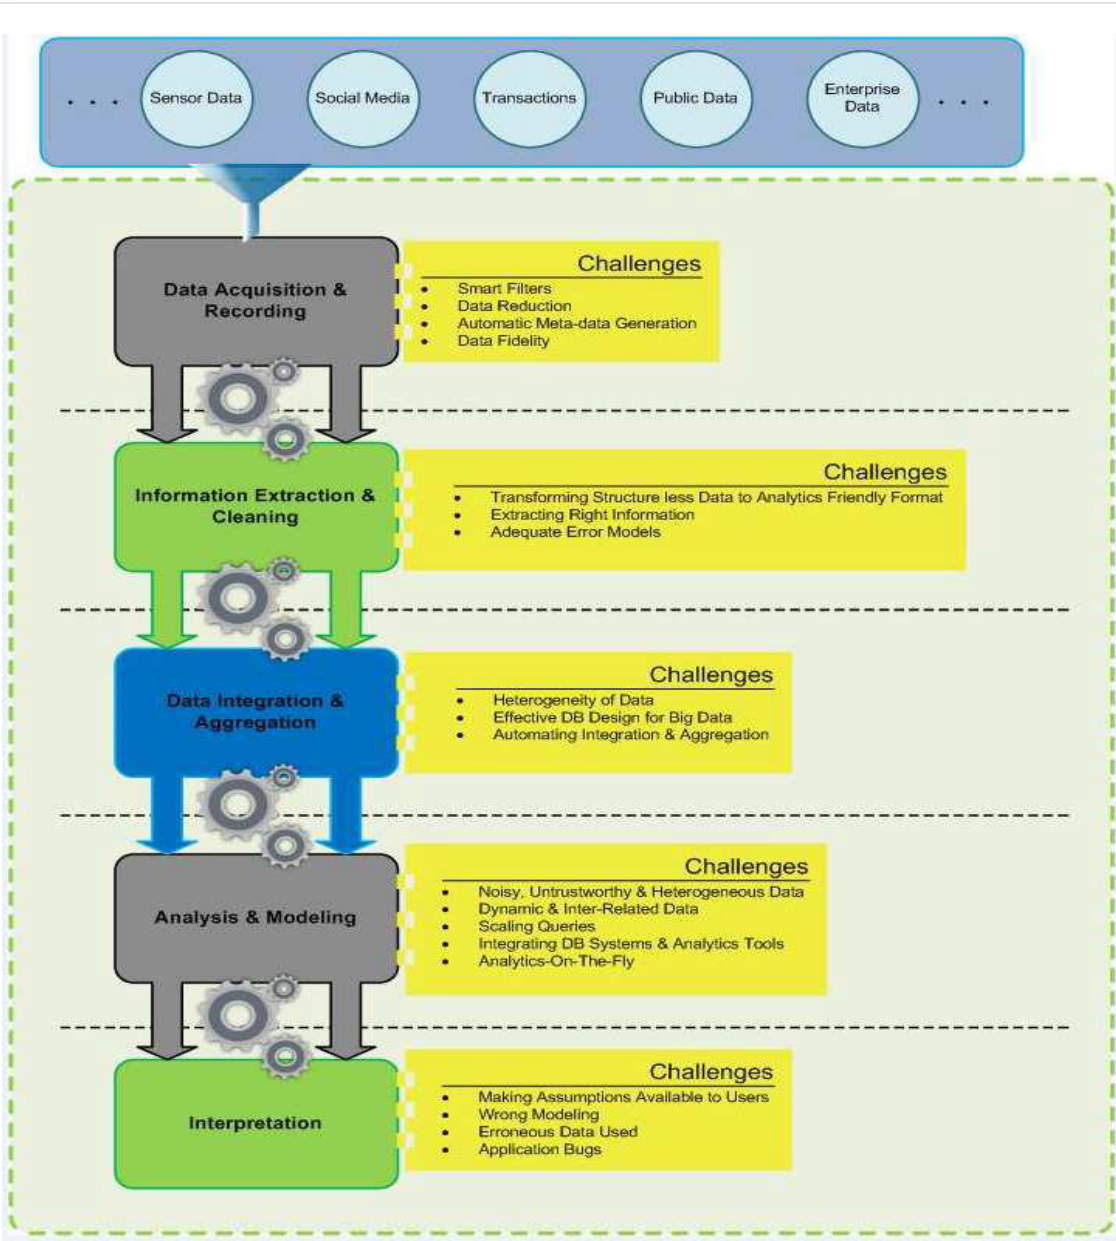 . . .
Sensor Data
Social Media
Transactions
Public Data
Enterprise
Data
. . .
Data Acquisition &
Recording
Challenges
• Smart Filters
• Data Reduction
• Automatic Meta-data Generation
• Data Fidelity
Information Extraction &
Cleaning
Challenges
• Transforming Structure less Data to Analytics Friendly Format
• Extracting Right Information
• Adequate Error Models
Data Integration &
Aggregation
Challenges
• Heterogeneity of Data
• Effective DB Design for Big Data
• Automating Integration & Aggregation
Analysis & Modeling
Challenges
• Noisy, Untrustworthy & Heterogeneous Data
• Dynamic & Inter-Related Data
• Scaling Queries
• Integrating DB Systems & Analytics Tools
• Analytics-On-The-Fly
Interpretation
Challenges
• Making Assumptions Available to Users
• Wrong Modeling
• Erroneous Data Used
• Application Bugs